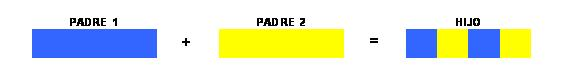 PADRE 1 PADRE 2 HIJO
+ =